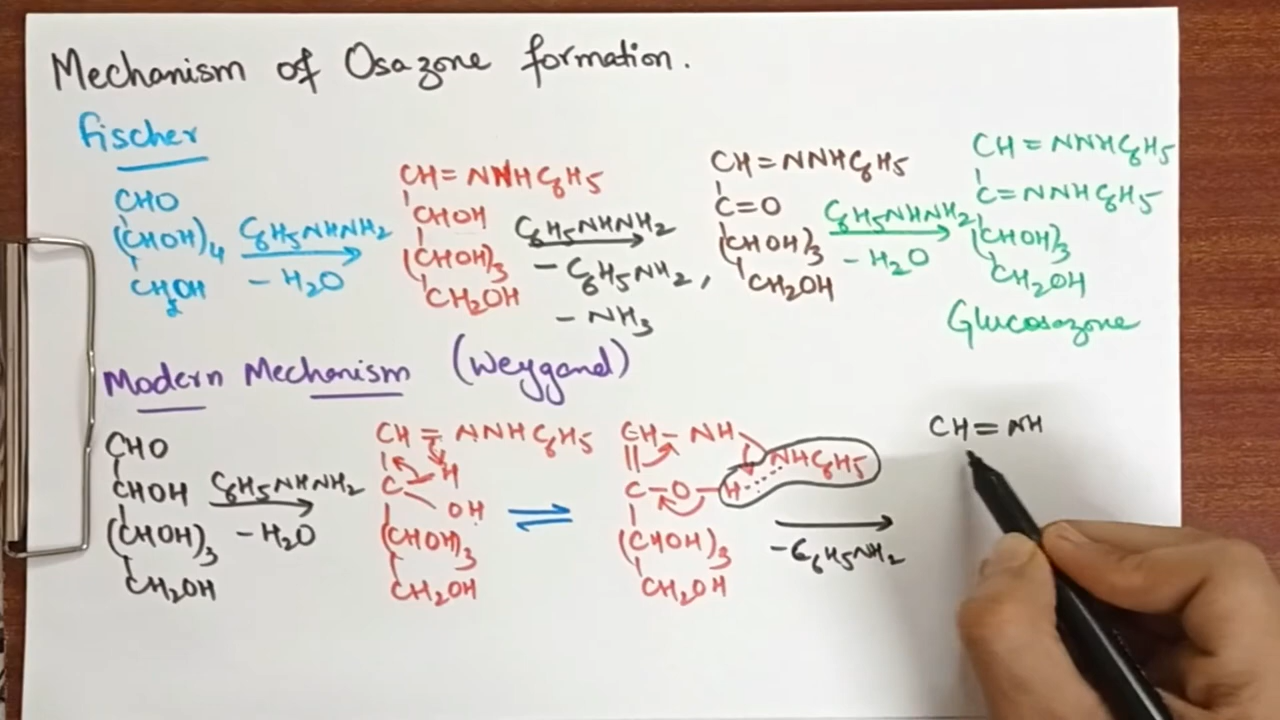 Mechanism of Osazone formation.
Fischer
CHO
(CHOH)4
CH2OH
C6H5NHNH2
- H2O
CH = NNHC6H5
CHOH
(CHOH)3
CH2OH
C6H5NHNH2
- C6H5NH2,
- NH3
CH = NNHC6H5
C=O
(CHOH)3
CH2OH
C6H5NHNH2
- H2O
CH = NNHC6H5
C=NNHC6H5
(CHOH)3
CH2OH
Glucosazone
Modern Mechanism (Weygand)
CHO
CHOH
(CHOH)3
CH2OH
C6H5NHNH2
- H2O
CH = NNHC6H5
C H
OH
(CHOH)3
CH2OH
⇌
CH - NH
NHC6H5
C-O-H
(CHOH)3
CH2OH
- C6H5NH2
CH = NH